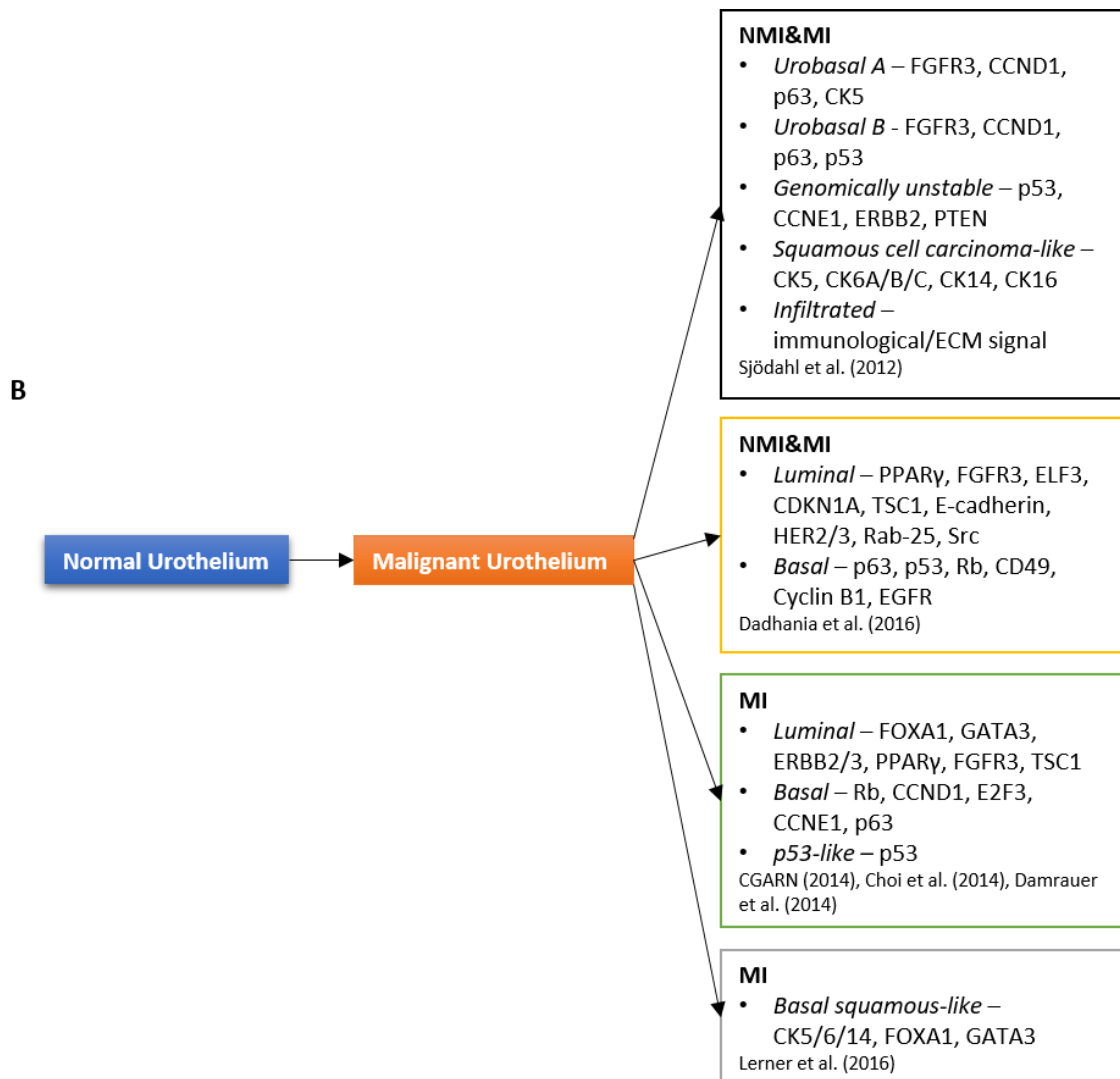 NMI&MI
• Urobasal A – FGFR3, CCND1,
p63, CK5
• Urobasal B - FGFR3, CCND1,
p63, p53
• Genomically unstable – p53,
CCNE1, ERBB2, PTEN
• Squamous cell carcinoma-like –
CK5, CK6A/B/C, CK14, CK16
• Infiltrated –
immunological/ECM signal
Sjödahl et al. (2012)
B
NMI&MI
• Luminal – PPARγ, FGFR3, ELF3,
CDKN1A, TSC1, E-cadherin,
HER2/3, Rab-25, Src
• Basal – p63, p53, Rb, CD49,
Cyclin B1, EGFR
Dadhania et al. (2016)
Normal Urothelium
Malignant Urothelium
MI
• Luminal – FOXA1, GATA3,
ERBB2/3, PPARγ, FGFR3, TSC1
• Basal – Rb, CCND1, E2F3,
CCNE1, p63
• p53-like – p53
CGARN (2014), Choi et al. (2014), Damrauer
et al. (2014)
MI
• Basal squamous-like –
CK5/6/14, FOXA1, GATA3
Lerner et al. (2016)